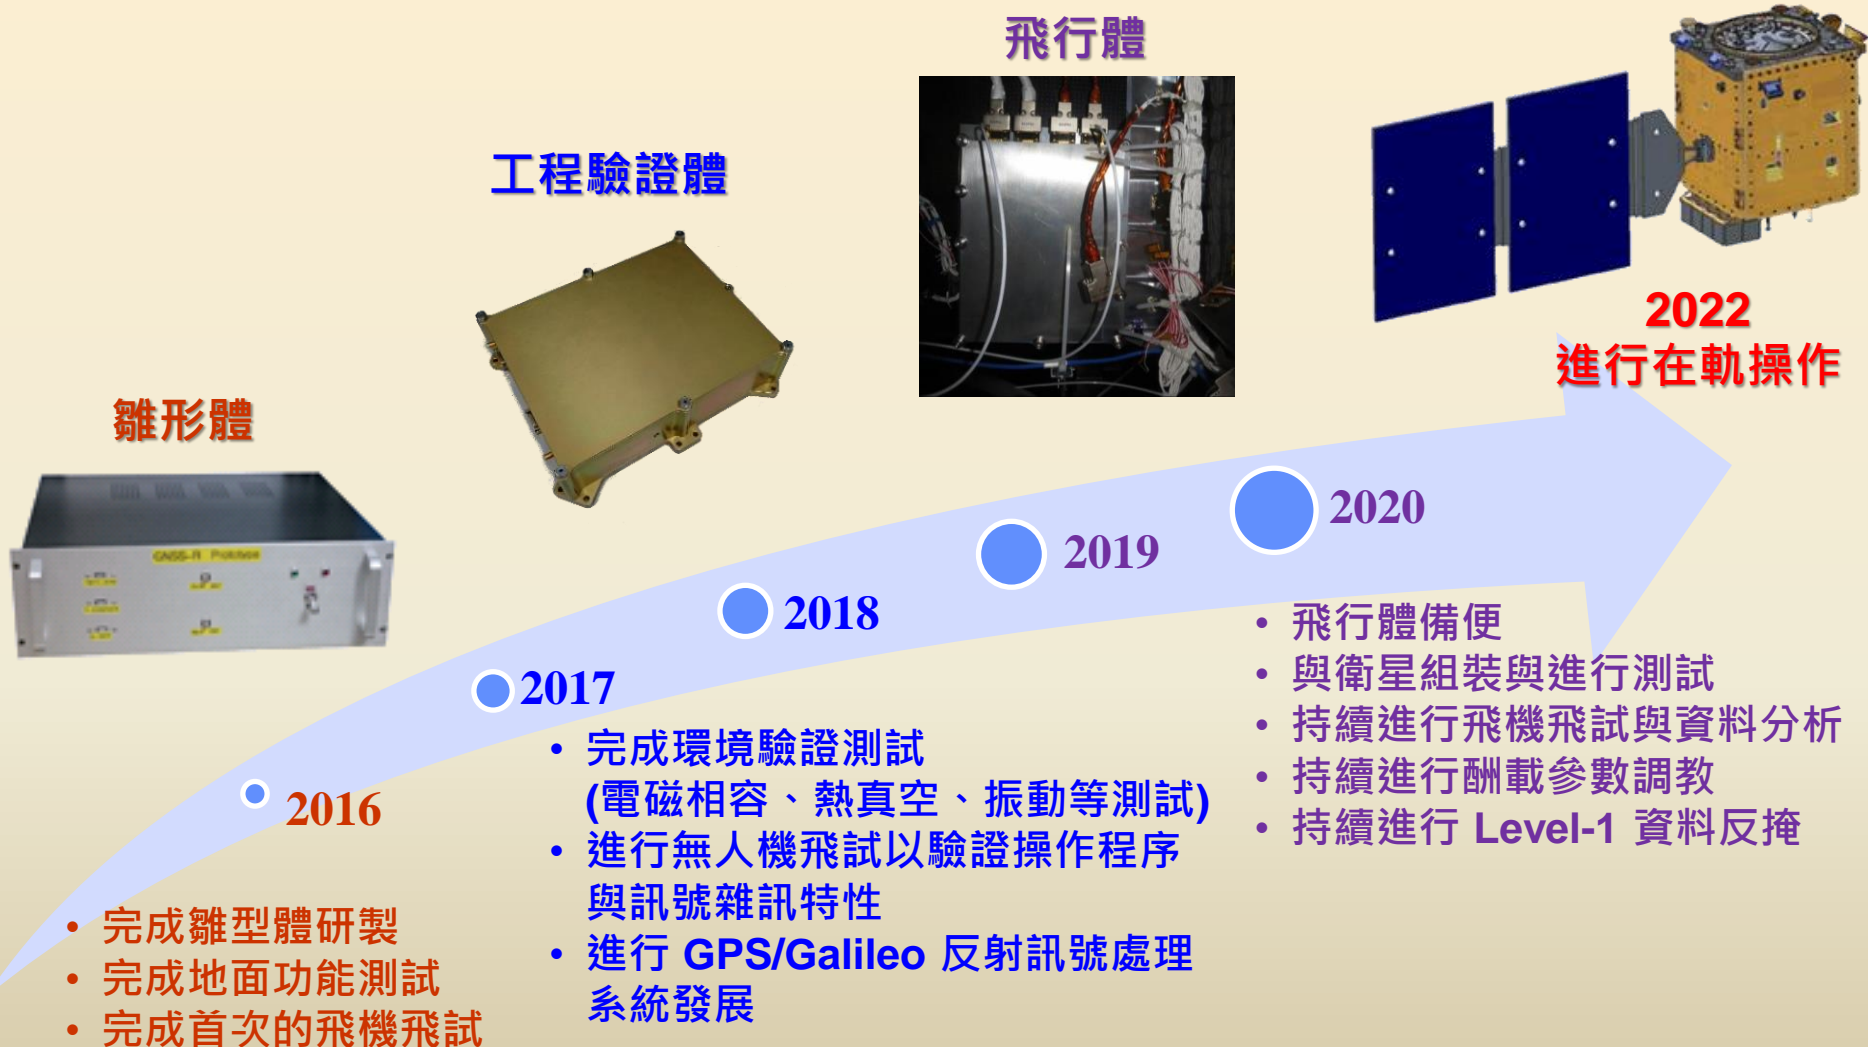 飛行體
工程驗證體
雛形體
GNSS-R Prototype
2022
進行在軌操作
2020
2019
2018
2017
2016
• 完成雛型體研製
• 完成地面功能測試
• 完成首次的飛機飛試
• 完成環境驗證測試
(電磁相容、熱真空、振動等測試)
• 進行無人機飛試以驗證操作程序
與訊號雜訊特性
• 進行 GPS/Galileo 反射訊號處理
系統發展
• 飛行體備便
• 與衛星組裝與進行測試
• 持續進行飛機飛試與資料分析
• 持續進行酬載參數調教
• 持續進行 Level-1 資料反掩